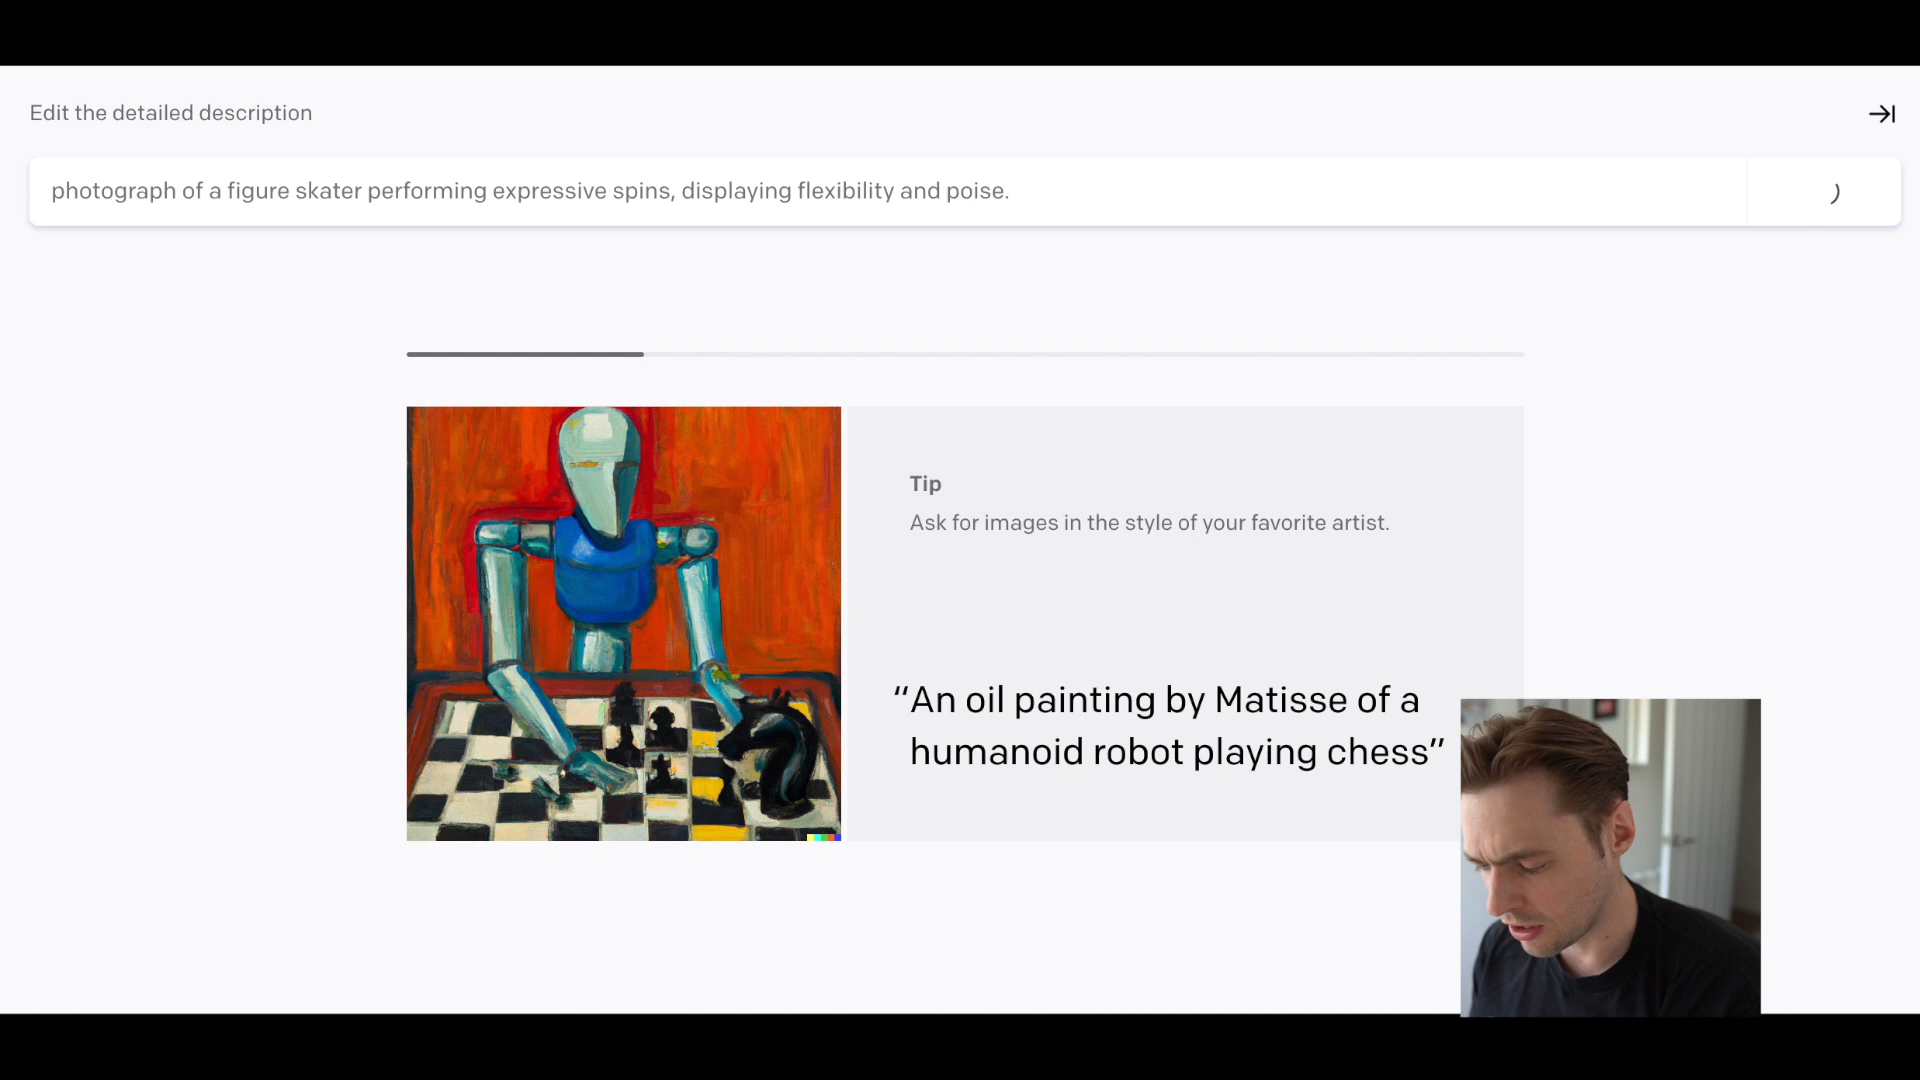 Edit the detailed description
photograph of a figure skater performing expressive spins, displaying flexibility and poise.
Tip
Ask for images in the style of your favorite artist.
“An oil painting by Matisse of a
humanoid robot playing chess”